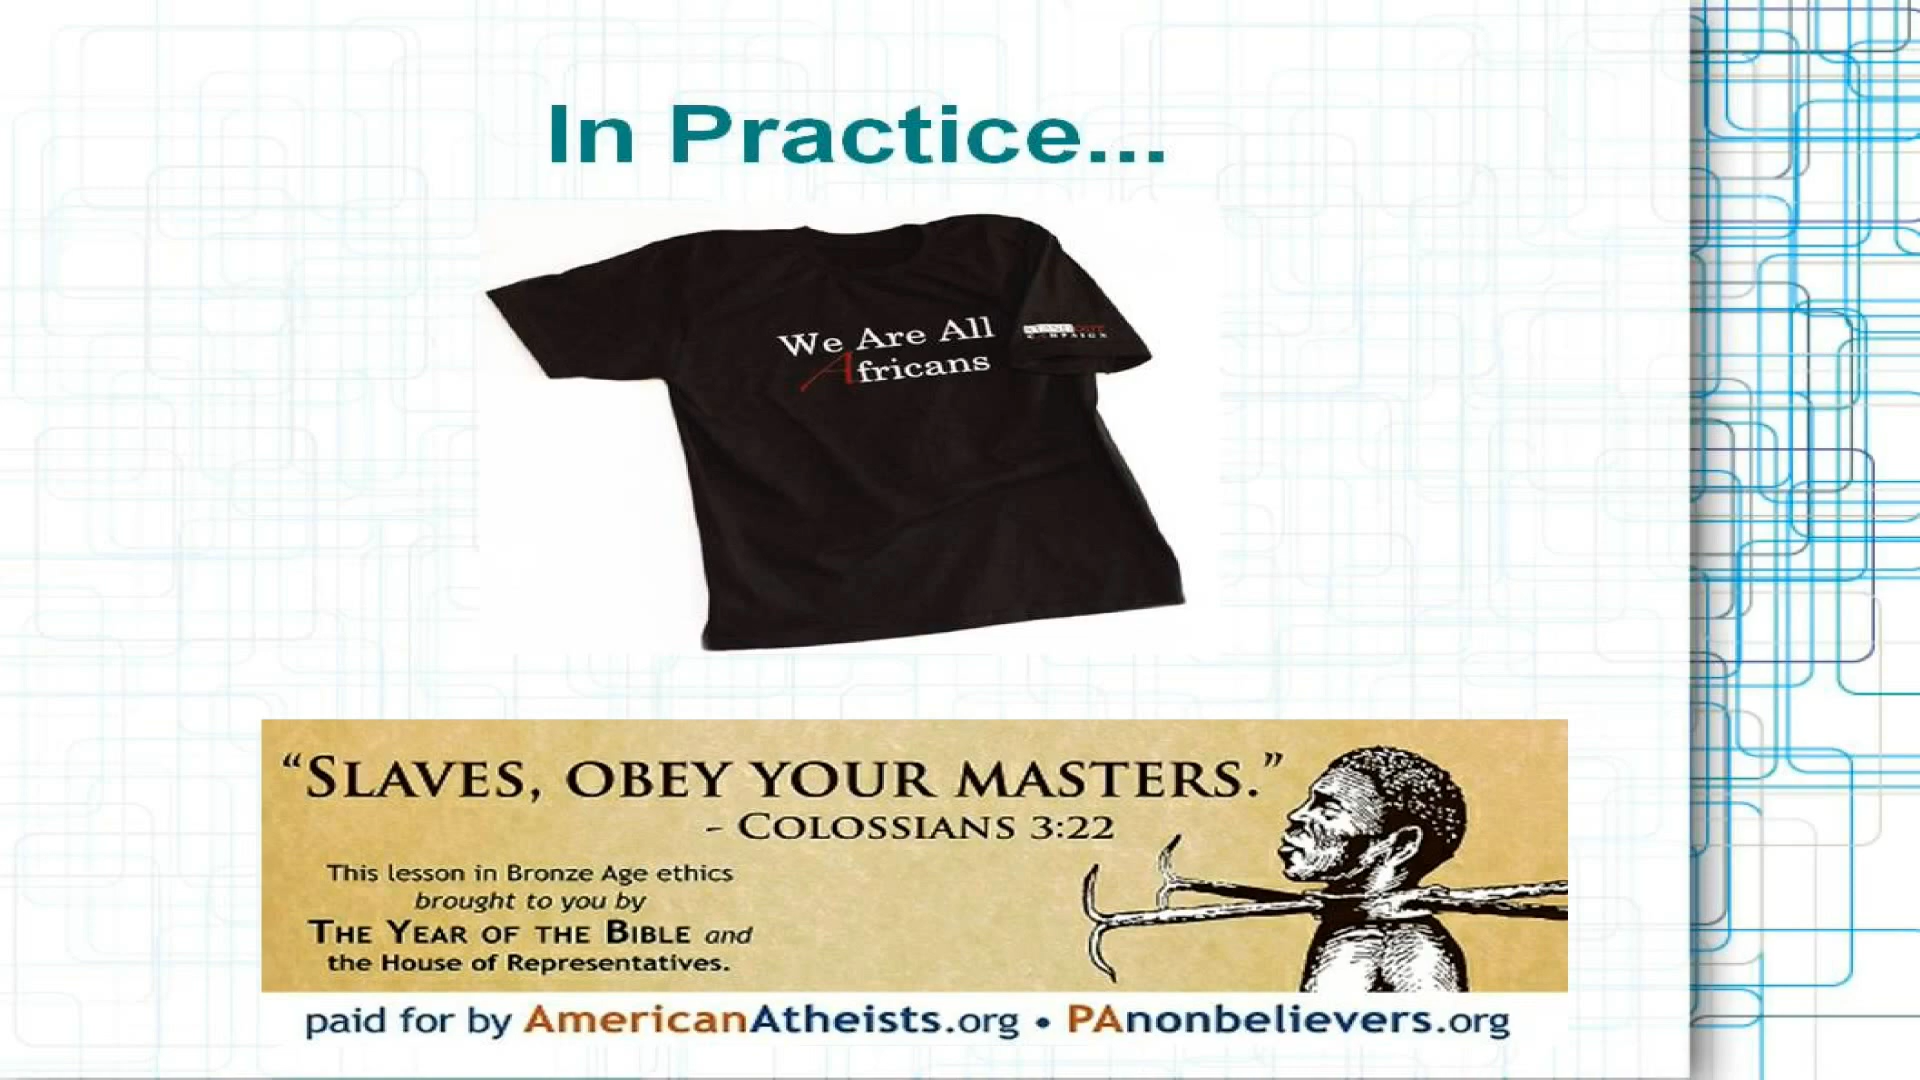 In Practice...
We Are All
Africans
CAMPAIGN
“SLAVES, OBEY YOUR MASTERS.”
- COLOSSIANS 3:22
This lesson in Bronze Age ethics
brought to you by
THE YEAR OF THE BIBLE and
the House of Representatives.
paid for by AmericanAtheists.org • PAnonbelievers.org